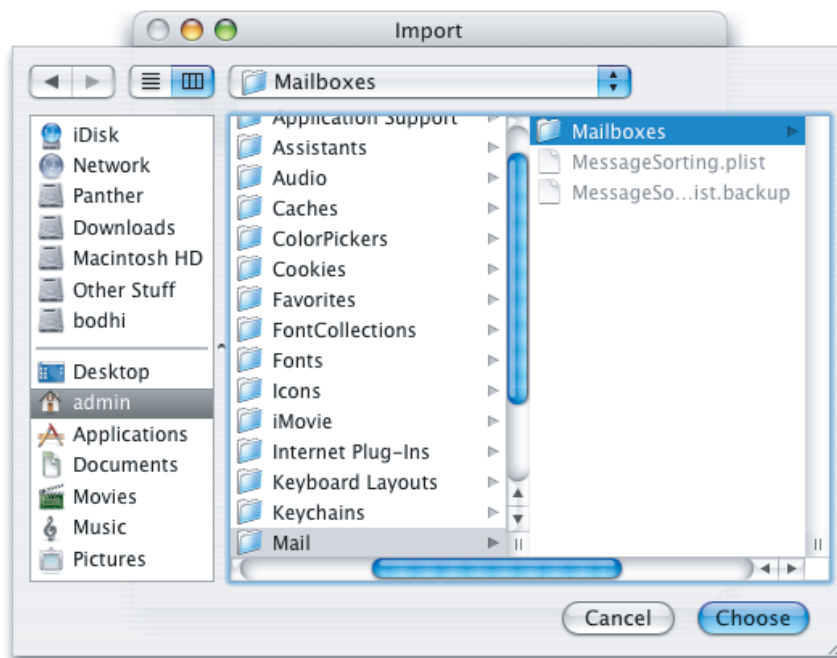 Import
Mailboxes
iDisk
Network
Panther
Downloads
Macintosh HD
Other Stuff
bodhi
Desktop
admin
Applications
Documents
Movies
Music
Pictures
Application Support
Assistants
Audio
Caches
ColorPickers
Cookies
Favorites
FontCollections
Fonts
Icons
iMovie
Internet Plug-Ins
Keyboard Layouts
Keychains
Mail
Mailboxes
MessageSorting.plist
MessageSo...ist.backup
Cancel
Choose